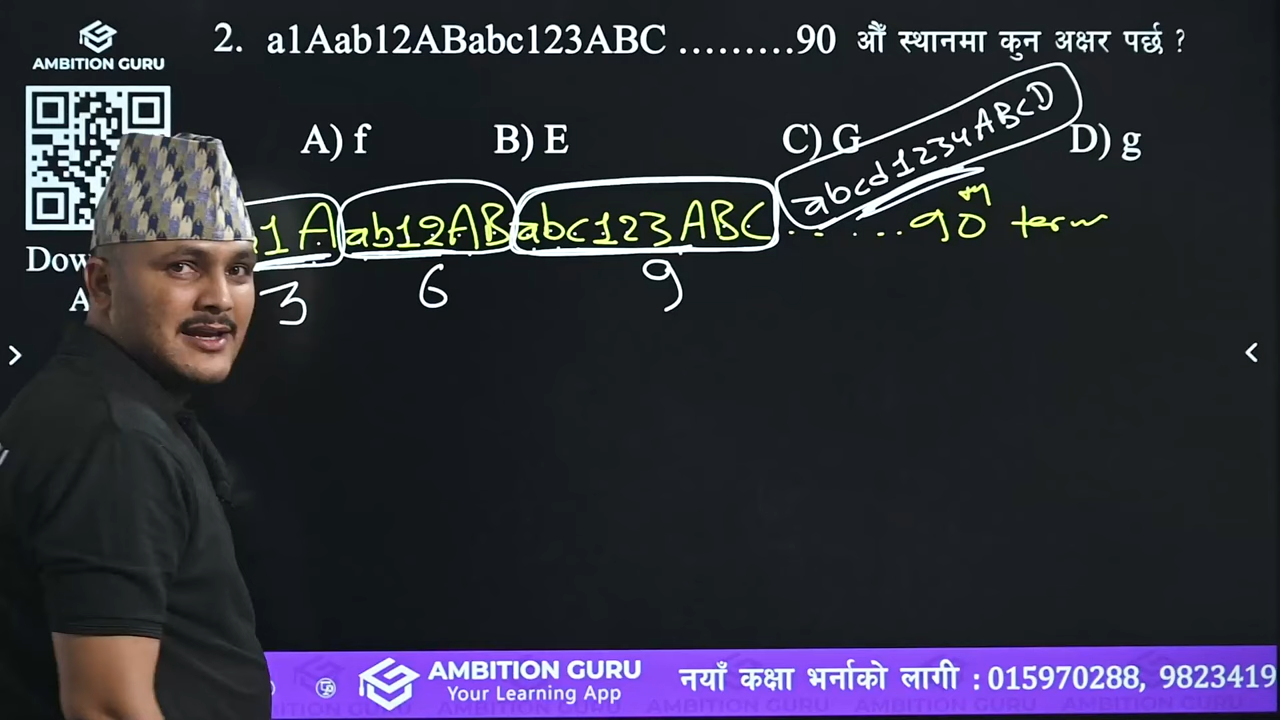 AMBITION GURU
2. a1Aab12ABabc123ABC .........90 औं स्थानमा कुन अक्षर पर्छ ?
A) f B) E C) G D) g
abcd1234ABCD
1A ab12AB abc123ABC ......90th term
Dow
A
3 6 9
AMBITION GURU
Your Learning App
नयाँ कक्षा भर्नाको लागी : 015970288, 9823419